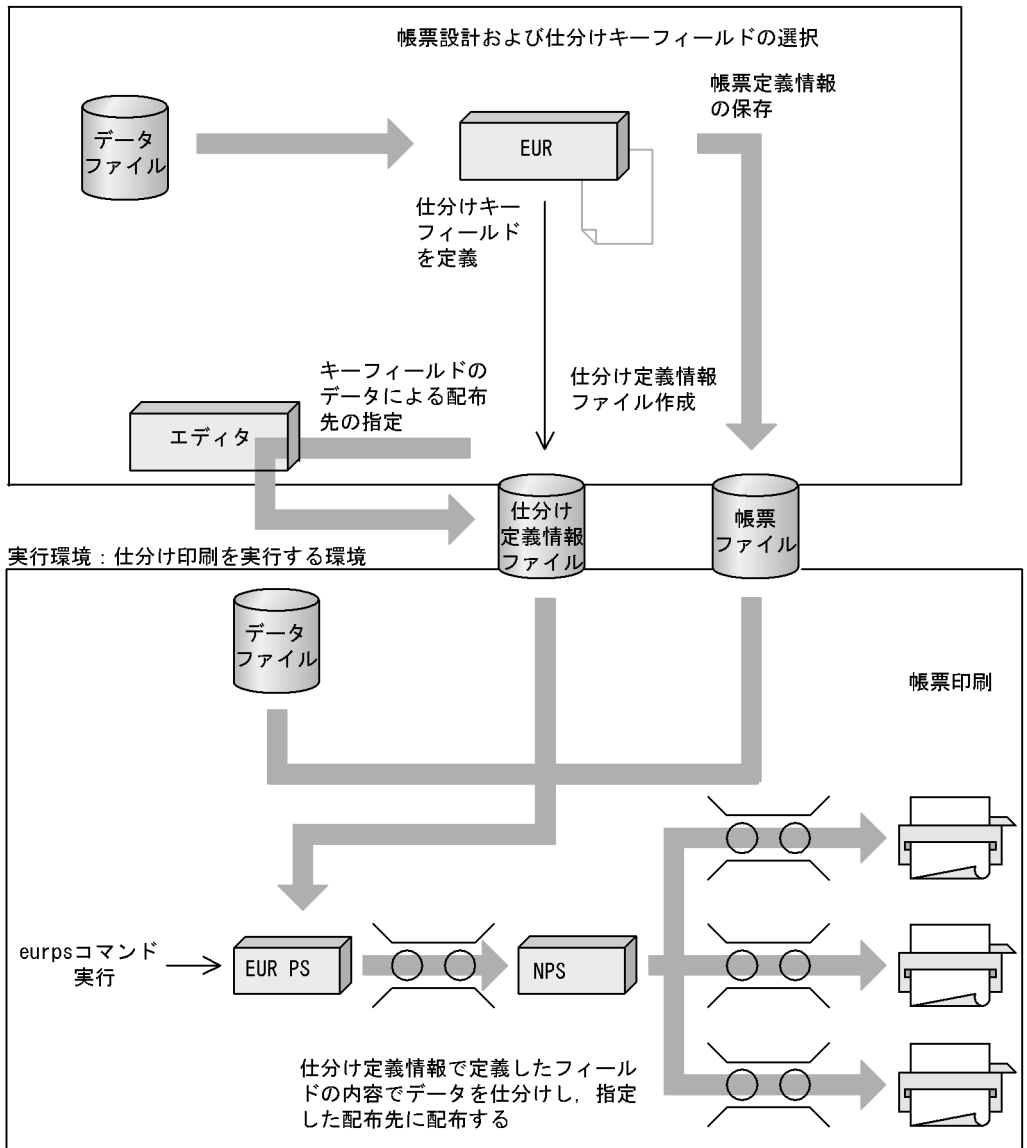 帳票設計および仕分けキーフィールドの選択
帳票定義情報
の保存
データ
ファイル
EUR
仕分けキー
フィールド
を定義
キーフィールドの
データによる配布
先の指定
仕分け定義情報
ファイル作成
エディタ
仕分け
定義情報
ファイル
帳票
ファイル
実行環境：仕分け印刷を実行する環境
データ
ファイル
帳票印刷
eurpsコマンド
実行
EUR PS
NPS
仕分け定義情報で定義したフィール
ドの内容でデータを仕分けし，指定
した配布先に配布する